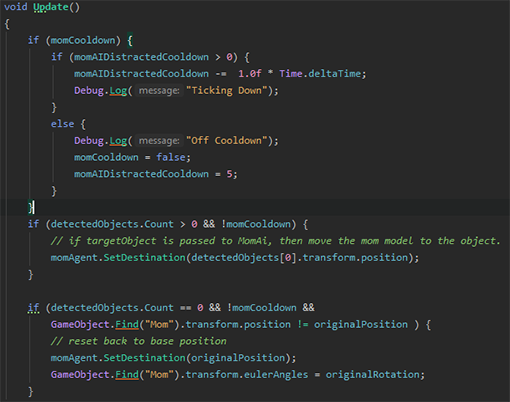 void Update()
{
if (momCooldown) {
if (momAIDistractedCooldown > 0) {
momAIDistractedCooldown -=  1.0f * Time.deltaTime;
Debug.Log( message: "Ticking Down");
}
else {
Debug.Log( message: "Off Cooldown");
momCooldown = false;
momAIDistractedCooldown = 5;
}
}
if (detectedObjects.Count > 0 && !momCooldown) {
// if targetObject is passed to MomAi, then move the mom model to the object.
momAgent.SetDestination(detectedObjects[0].transform.position);
}
if (detectedObjects.Count == 0 && !momCooldown &&
GameObject.Find("Mom").transform.position != originalPosition ) {
// reset back to base position
momAgent.SetDestination(originalPosition);
GameObject.Find("Mom").transform.eulerAngles = originalRotation;
}